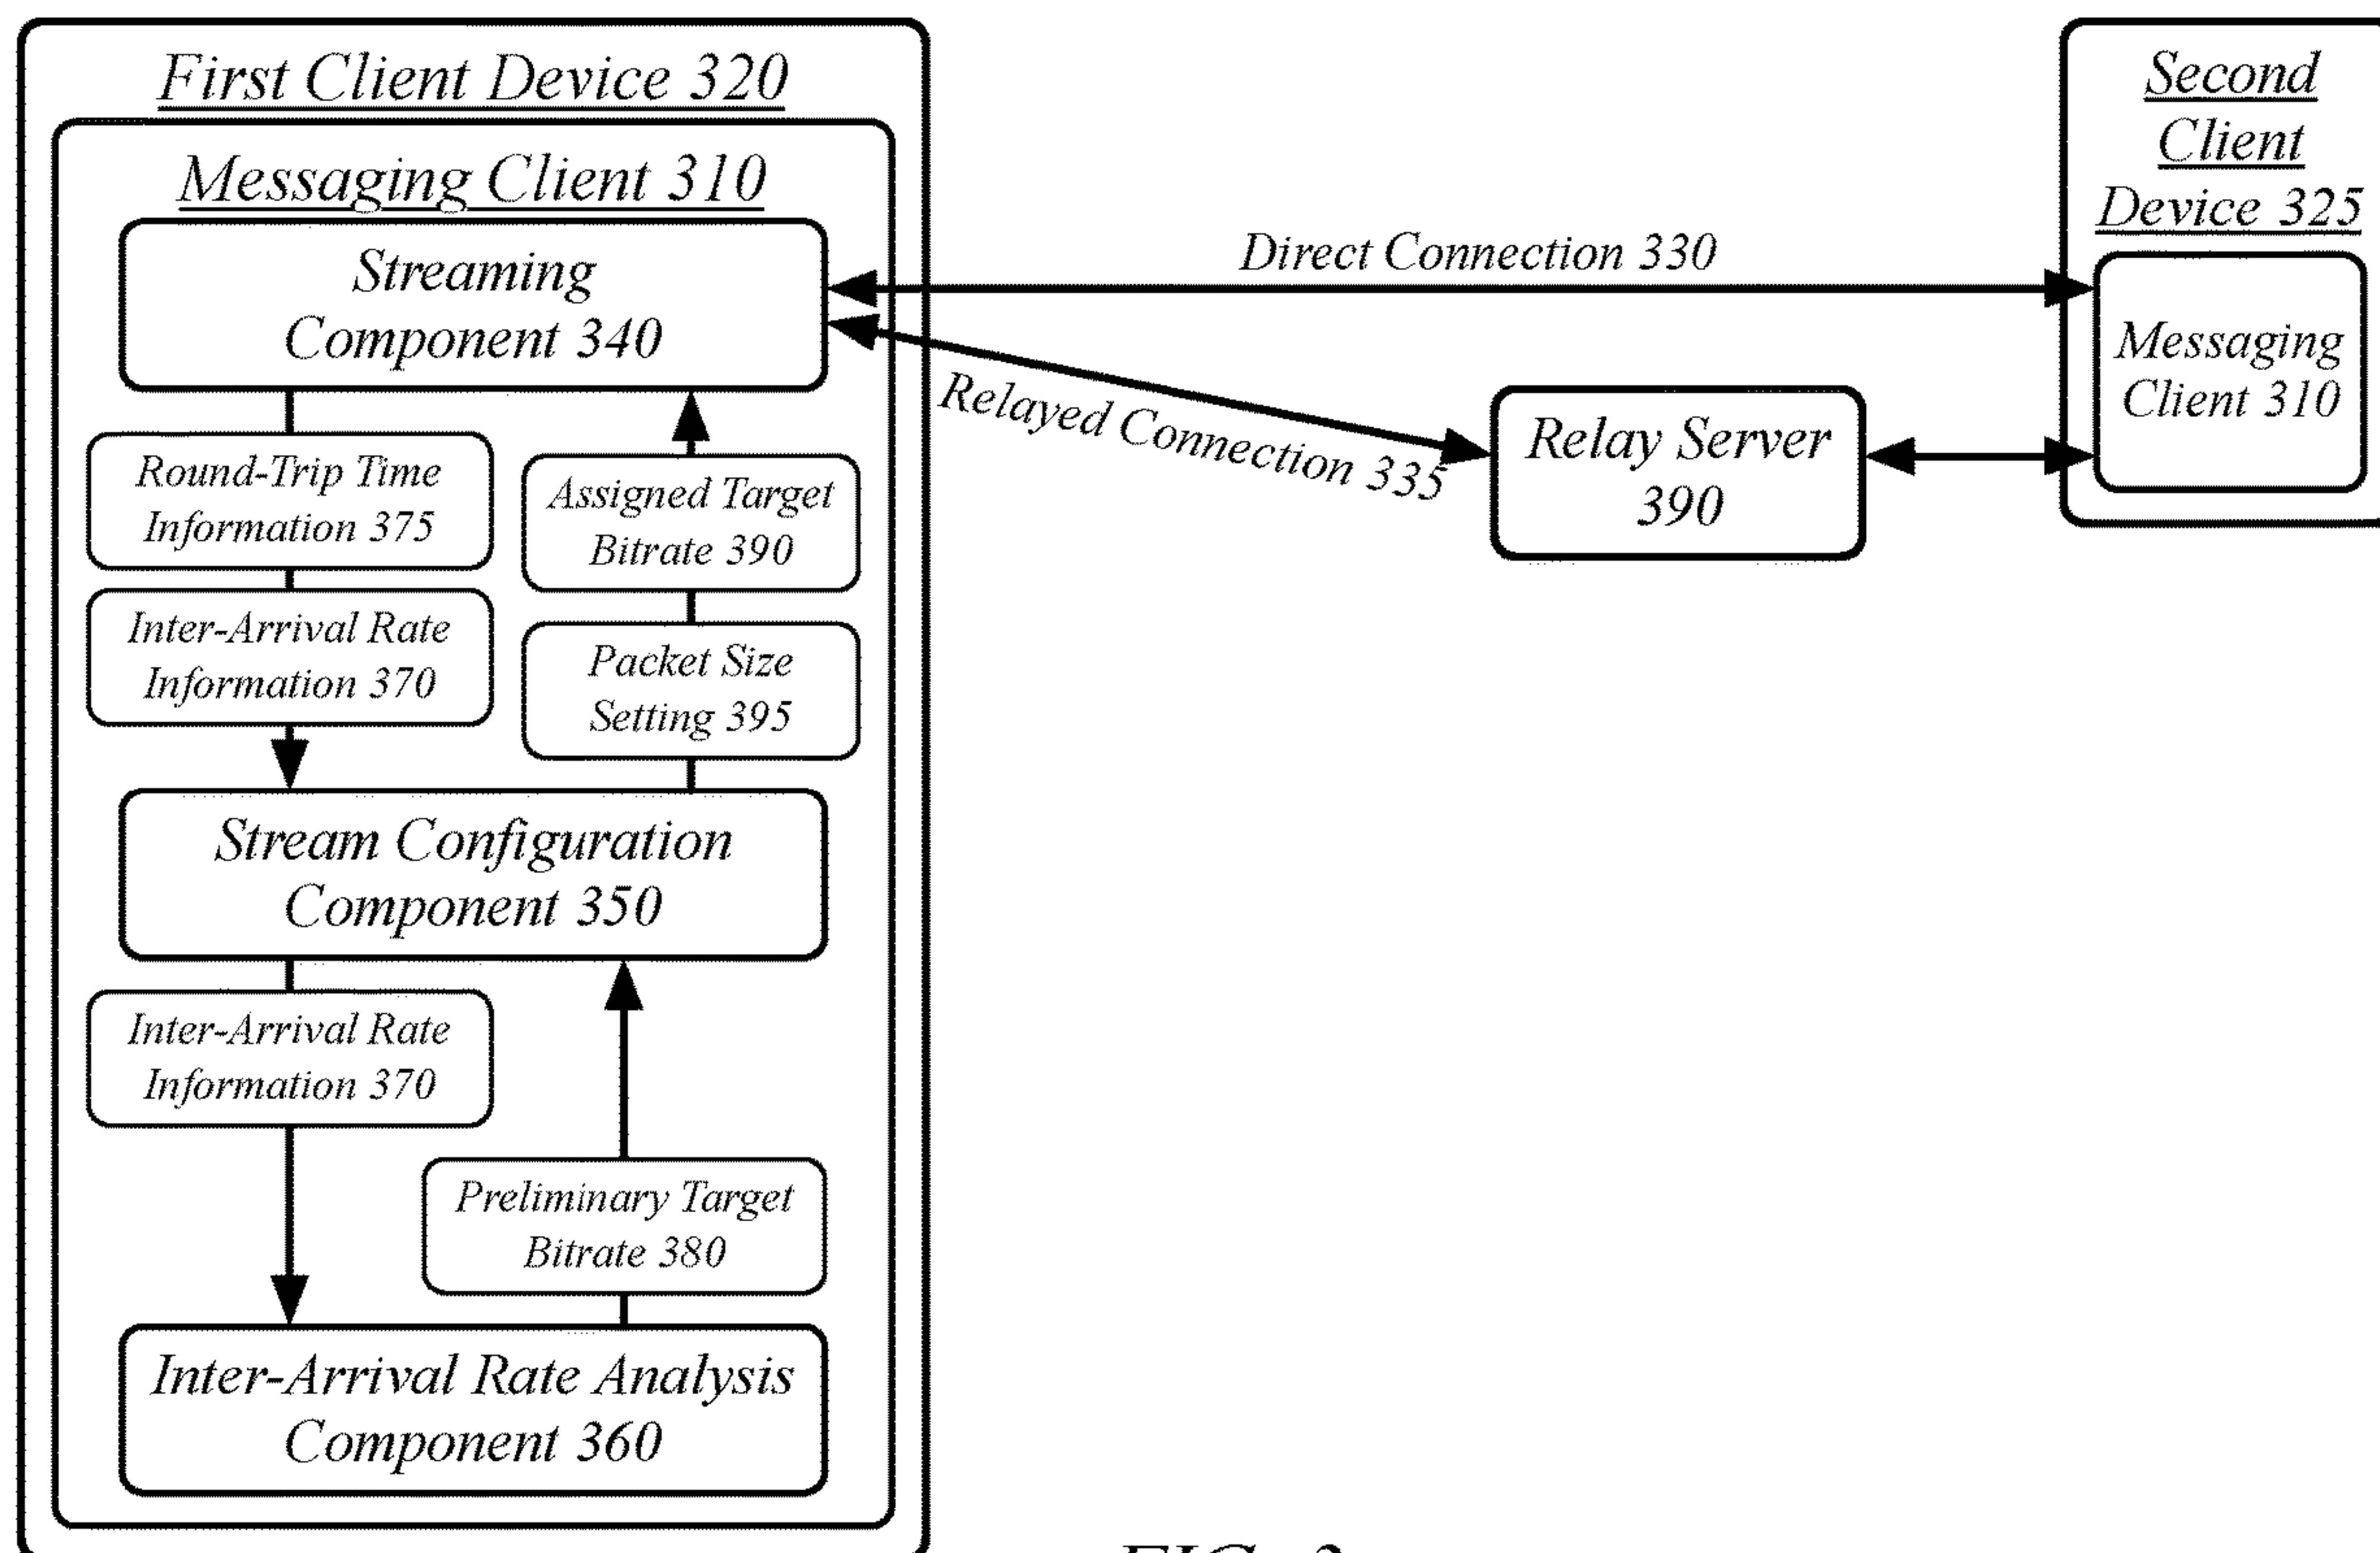 First Client Device 320
Messaging Client 310
Streaming
Component 340
Round-Trip Time
Information 375
Inter-Arrival Rate
Information 370
Assigned Target
Bitrate 390
Packet Size
Setting 395
Stream Configuration
Component 350
Inter-Arrival Rate
Information 370
Preliminary Target
Bitrate 380
Inter-Arrival Rate Analysis
Component 360
Direct Connection 330
Relayed Connection 335
Relay Server
390
Second
Client
Device 325
Messaging
Client 310